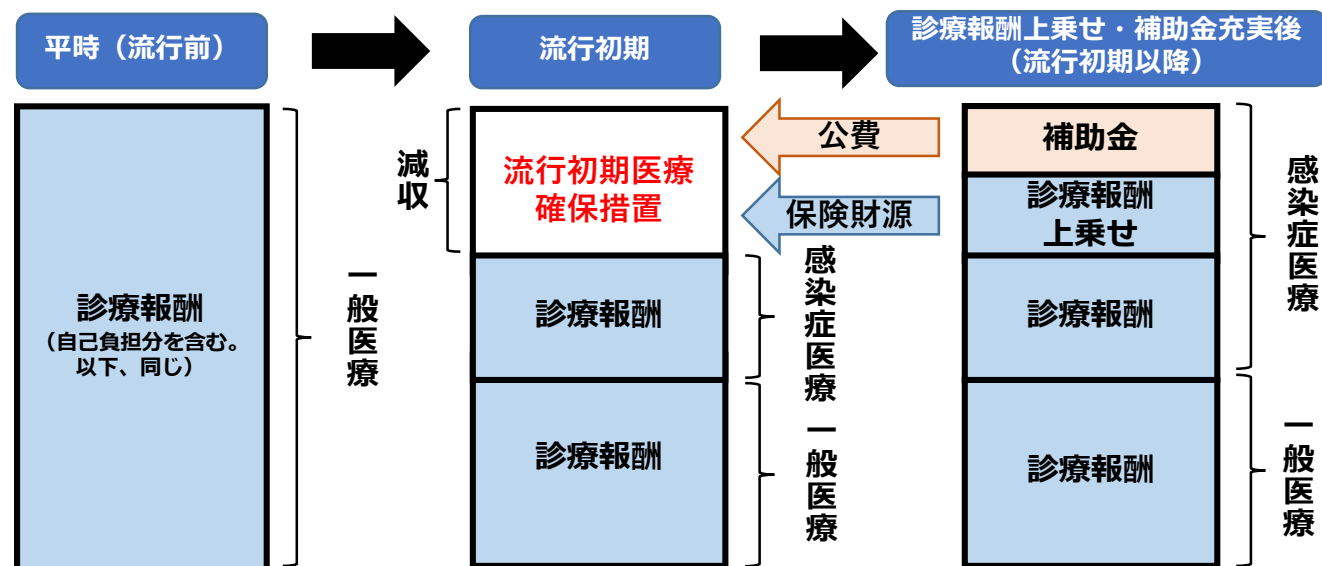 平時（流行前）
流行初期
診療報酬上乗せ・補助金充実後
（流行初期以降）
診療報酬
（自己負担分を含む。
以下、同じ）
一般医療
減収
流行初期医療
確保措置
診療報酬
診療報酬
感染症医療
一般医療
公費
保険財源
補助金
診療報酬
上乗せ
診療報酬
診療報酬
感染症医療
一般医療